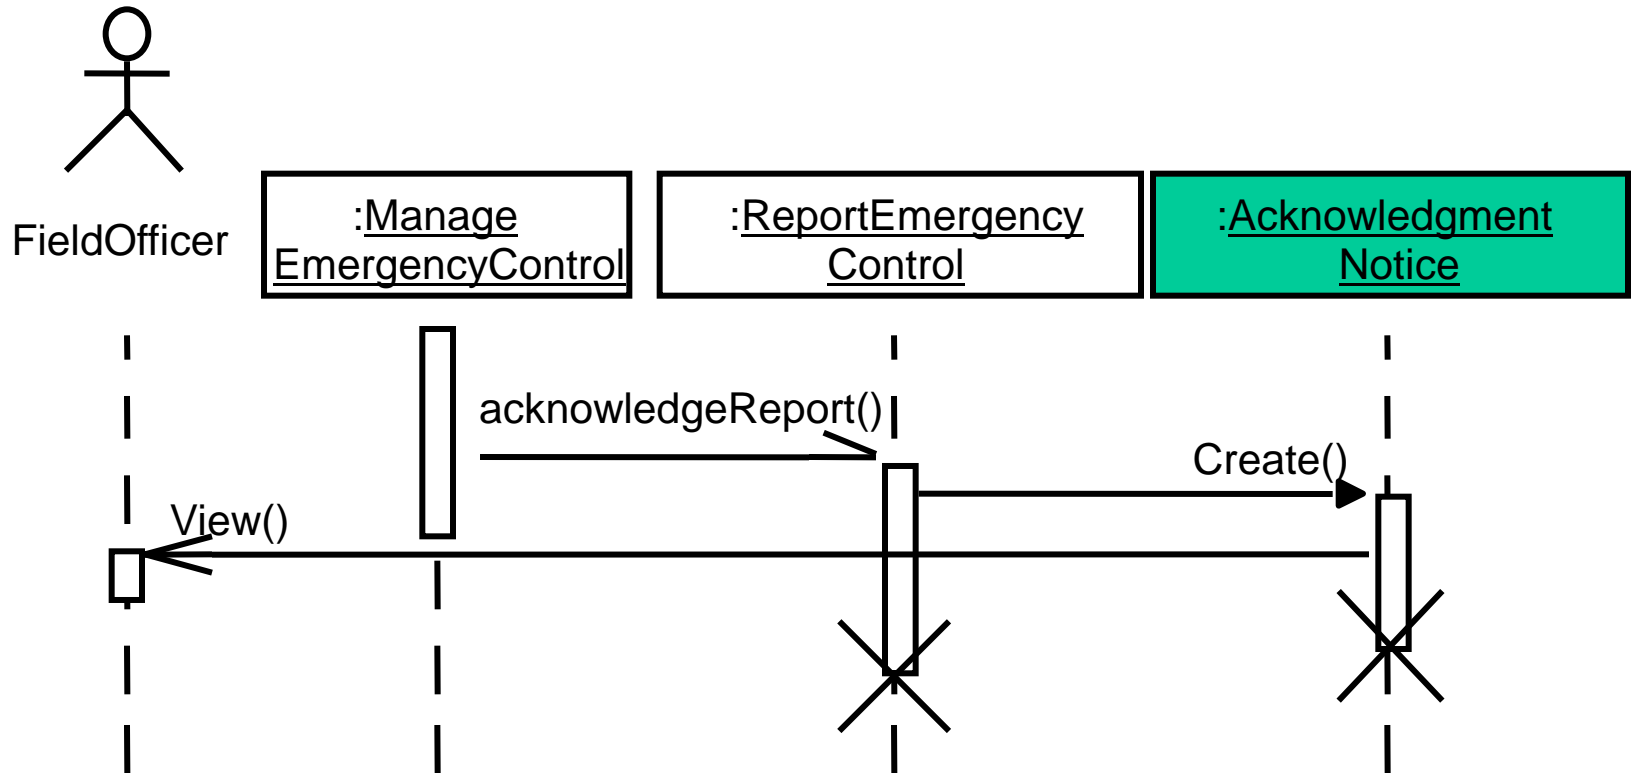 FieldOfficer
:Manage
EmergencyControl
:ReportEmergency
Control
:Acknowledgment
Notice
acknowledgeReport()
Create()
View()